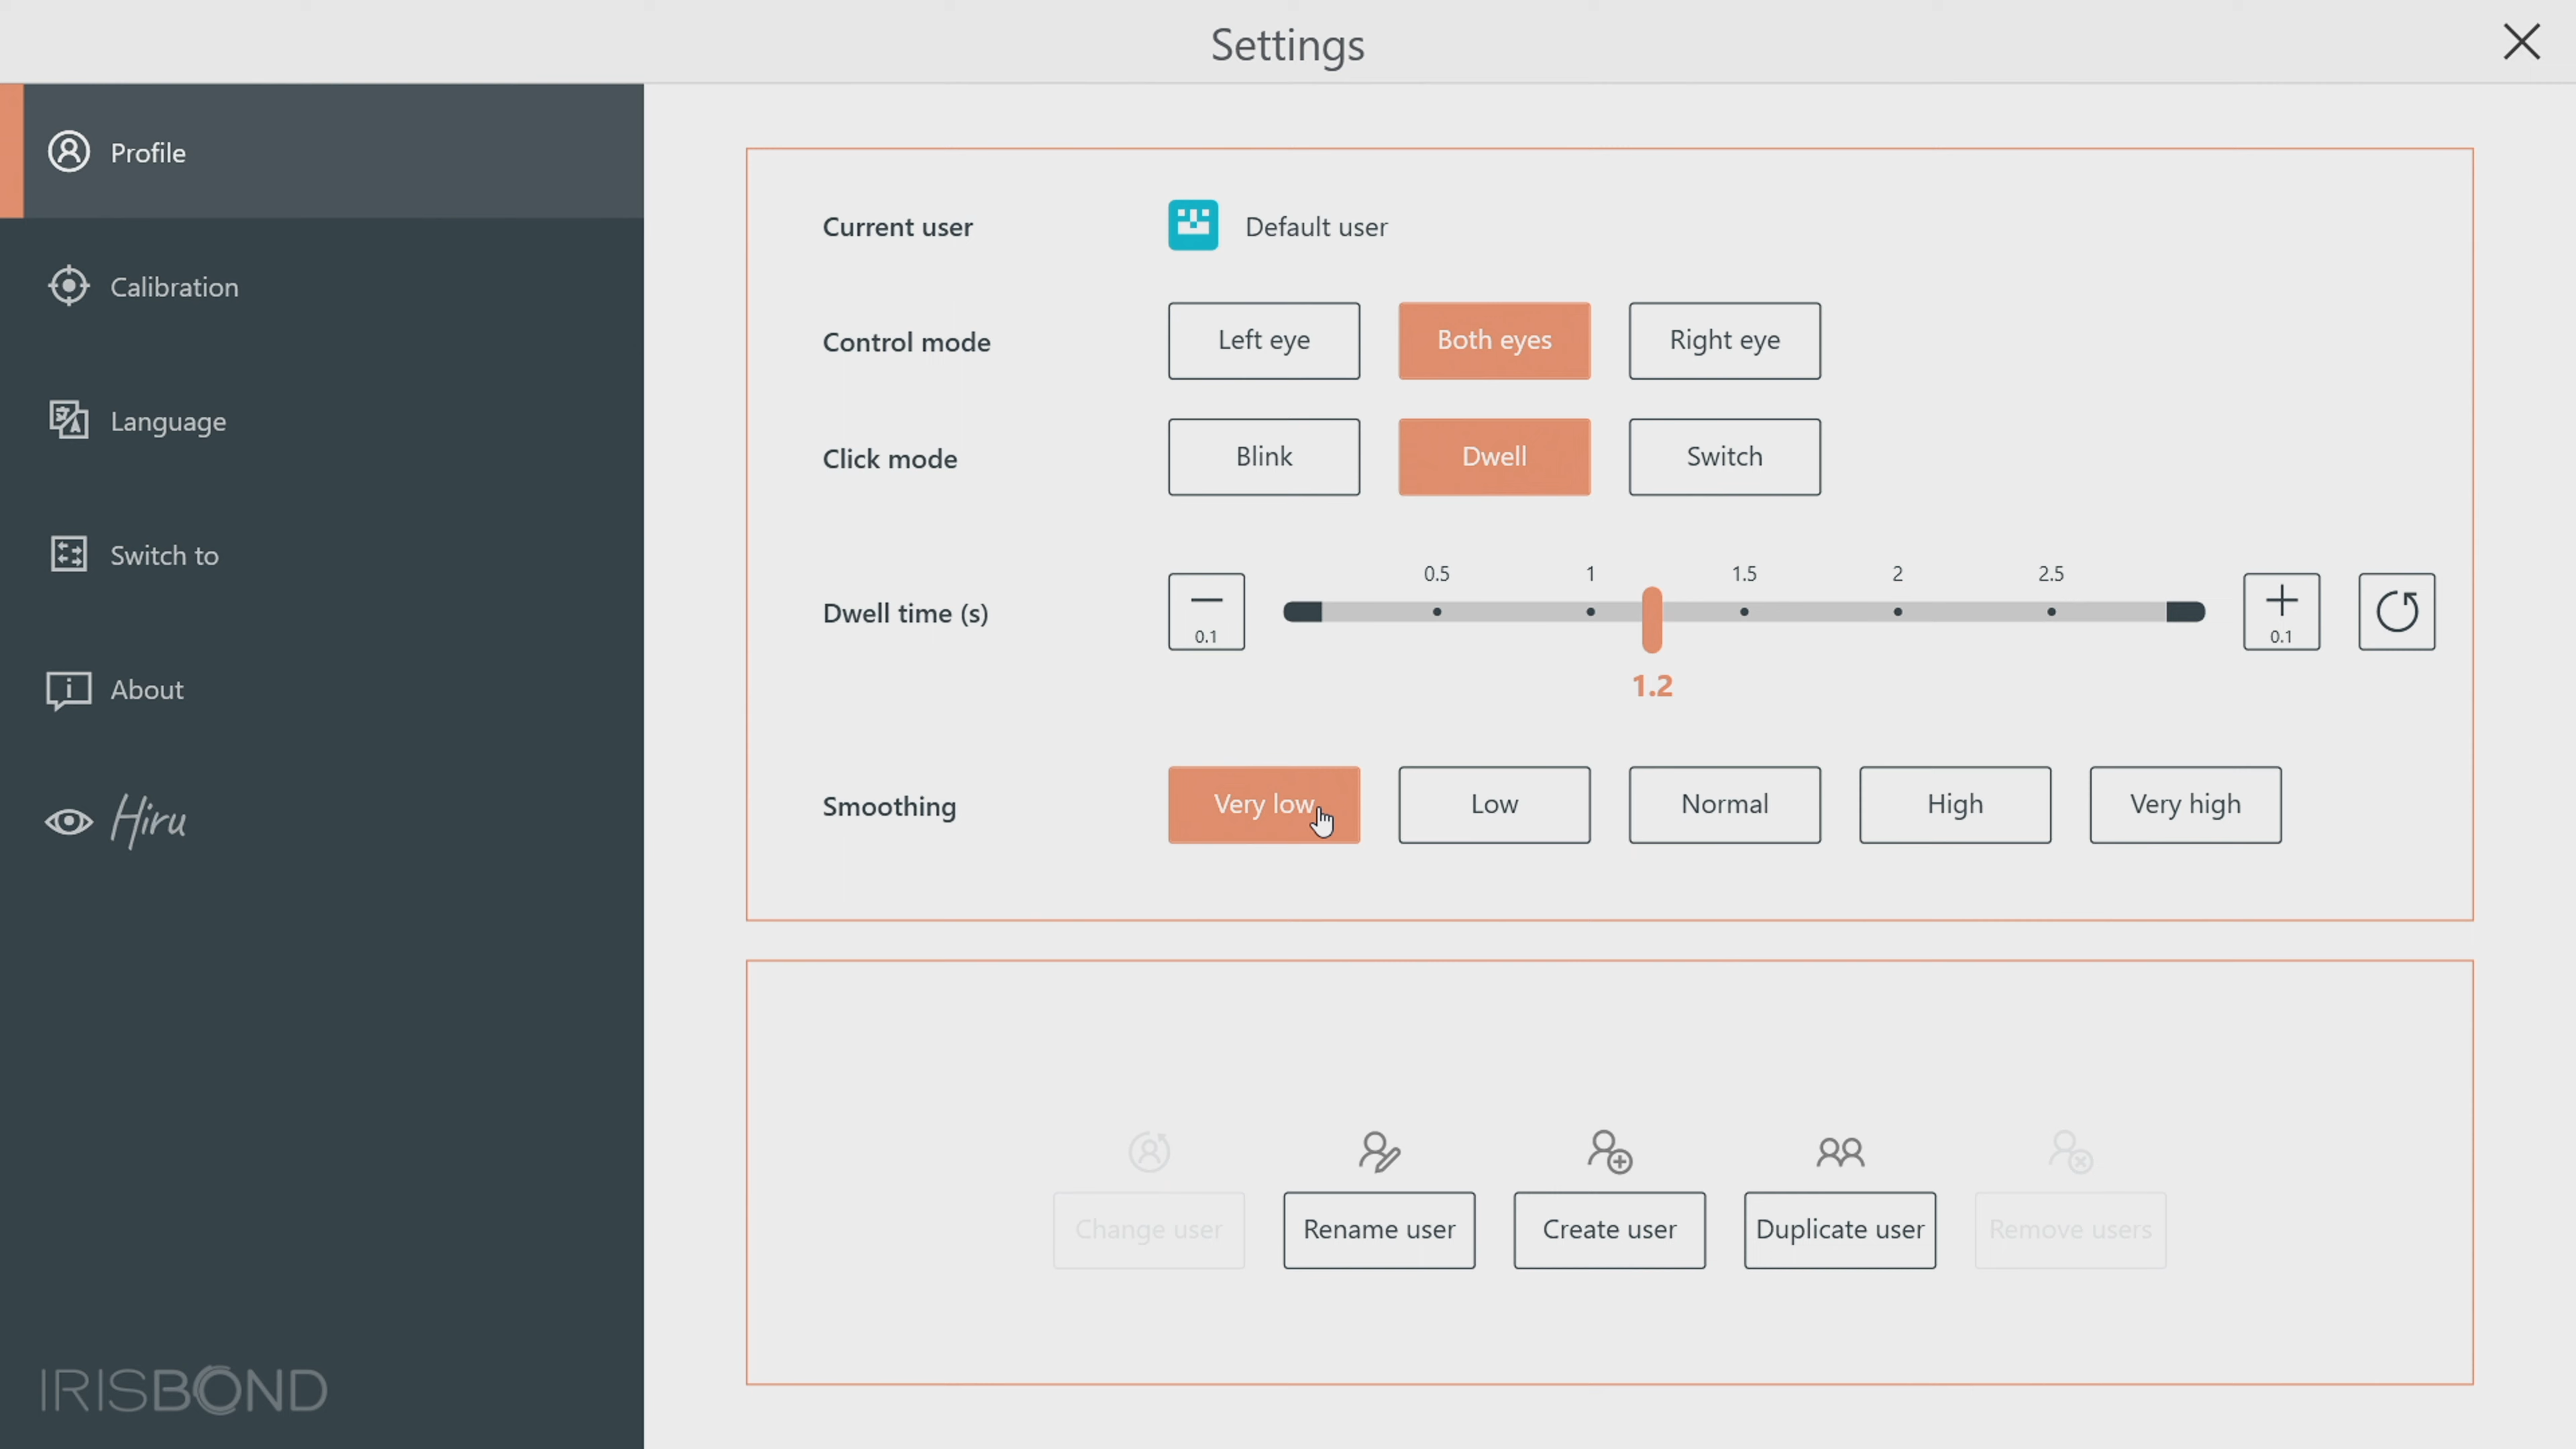 Settings
Profile
Calibration
Language
Switch to
About
Hiru
IRISBOND
Current user
Default user
Control mode
Left eye
Both eyes
Right eye
Click mode
Blink
Dwell
Switch
Dwell time (s)
0.1
0.5
1
1.5
2
2.5
0.1
1.2
Smoothing
Very low
Low
Normal
High
Very high
Change user
Rename user
Create user
Duplicate user
Remove users